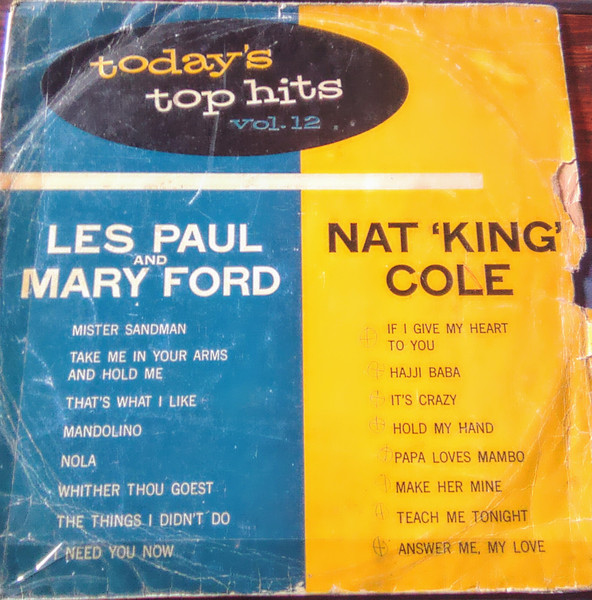 today's
top hits
vol. 12
LES PAUL
AND
MARY FORD
MISTER SANDMAN
TAKE ME IN YOUR ARMS
AND HOLD ME
THAT'S WHAT I LIKE
MANDOLINO
NOLA
WHITHER THOU GOEST
THE THINGS I DIDN'T DO
NEED YOU NOW
NAT ‘KING’
COLE
IF I GIVE MY HEART
TO YOU
HAJJI BABA
IT'S CRAZY
HOLD MY HAND
PAPA LOVES MAMBO
MAKE HER MINE
TEACH ME TONIGHT
ANSWER ME, MY LOVE